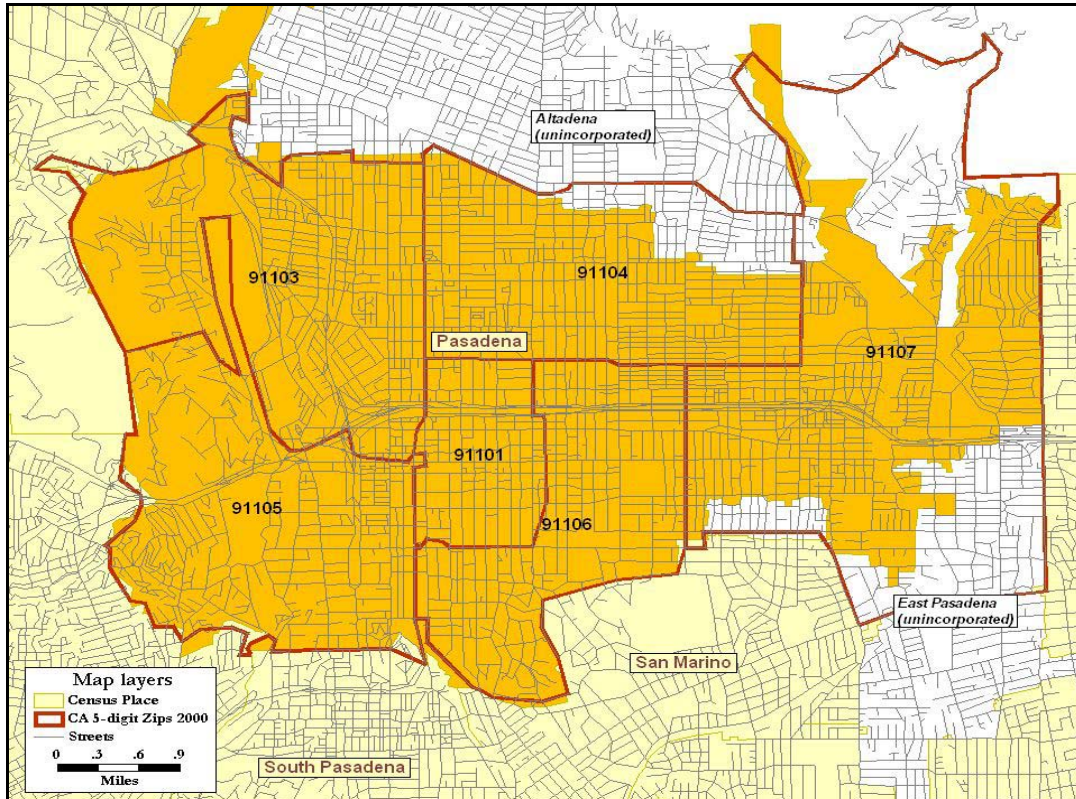 Altadena
(unincorporated)
91103
91104
Pasadena
91107
91101
91105
91106
East Pasadena
(unincorporated)
San Marino
South Pasadena
Map layers
Census Place
CA 5-digit Zips 2000
Streets
0 .3 .6 .9
Miles